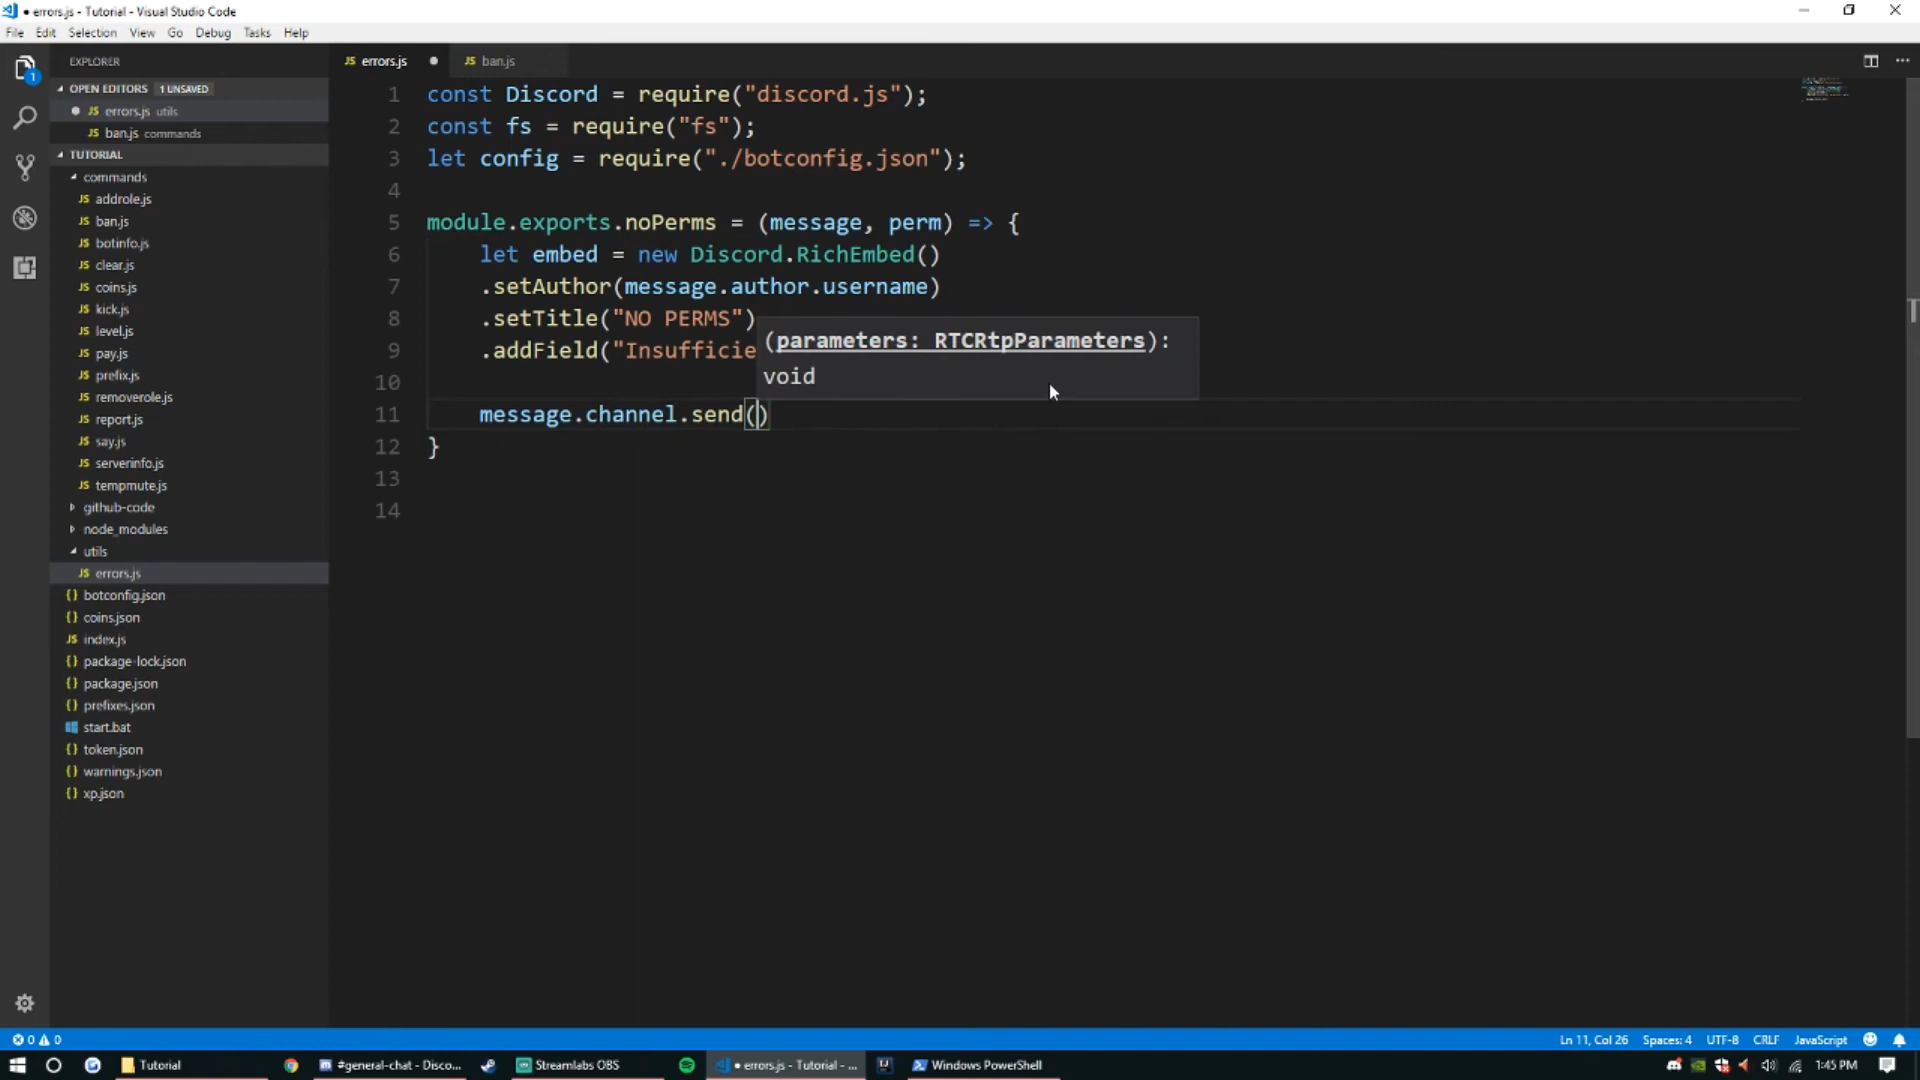 errors.js - Tutorial - Visual Studio Code
File Edit Selection View Go Debug Tasks Help
EXPLORER
OPEN EDITORS 1 UNSAVED
errors.js utils
ban.js commands
TUTORIAL
commands
JS addrole.js
JS ban.js
JS botinfo.js
JS clear.js
JS coins.js
JS kick.js
JS level.js
JS pay.js
JS prefix.js
JS removerole.js
JS report.js
JS say.js
JS serverinfo.js
JS tempmute.js
github-code
node_modules
utils
JS errors.js
{} botconfig.json
{} coins.json
JS index.js
{} package-lock.json
{} package.json
{} prefixes.json
start.bat
{} token.json
{} warnings.json
{} xp.json
JS errors.js JS ban.js
1 const Discord = require("discord.js");
2 const fs = require("fs");
3 let config = require("./botconfig.json");
4
5 module.exports.noPerms = (message, perm) => {
6 let embed = new Discord.RichEmbed()
7 .setAuthor(message.author.username)
8 .setTitle("NO PERMS")
9 .addField("Insufficie
10
(parameters: RTCRtpParameters):
void
11 message.channel.send()
12 }
13
14
0 0 Ln 11, Col 26 Spaces: 4 UTF-8 CRLF JavaScript
Tutorial #general-chat - Disco... Streamlabs OBS errors.js - Tutorial - ... Windows PowerShell 1:45 PM